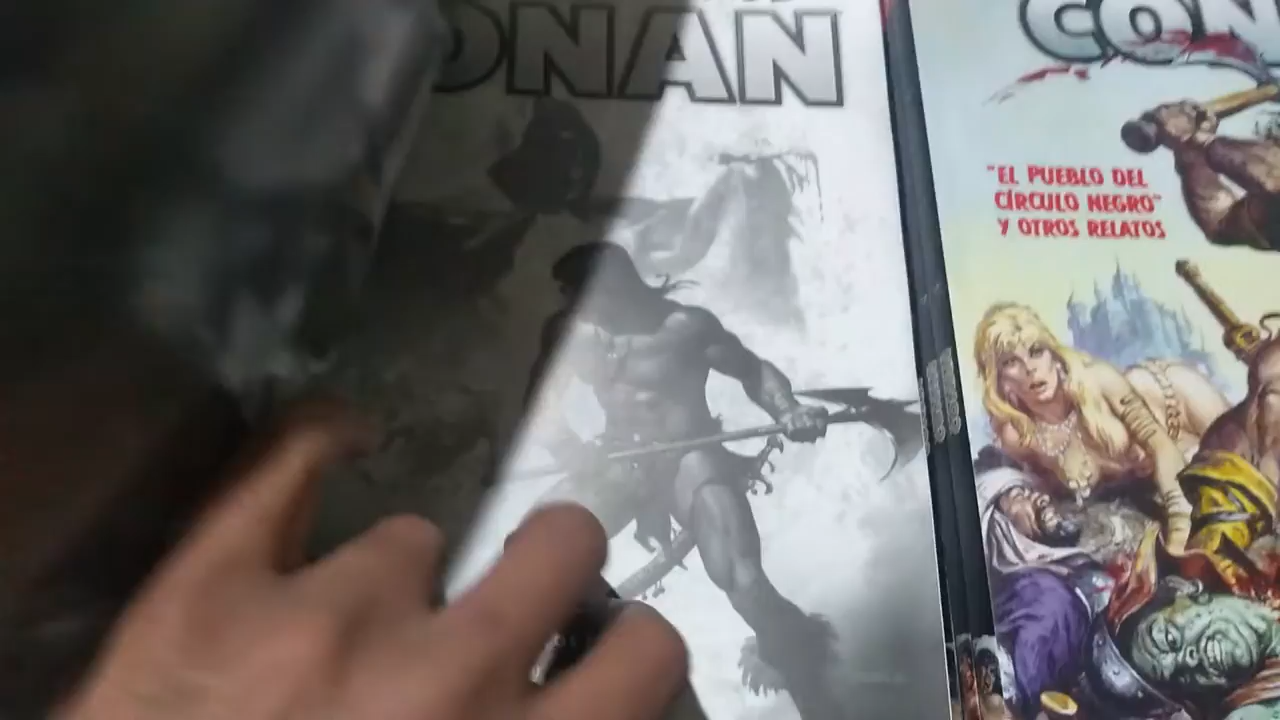 ONAN
CON
"EL PUEBLO DEL
CÍRCULO NEGRO"
Y OTROS RELATOS